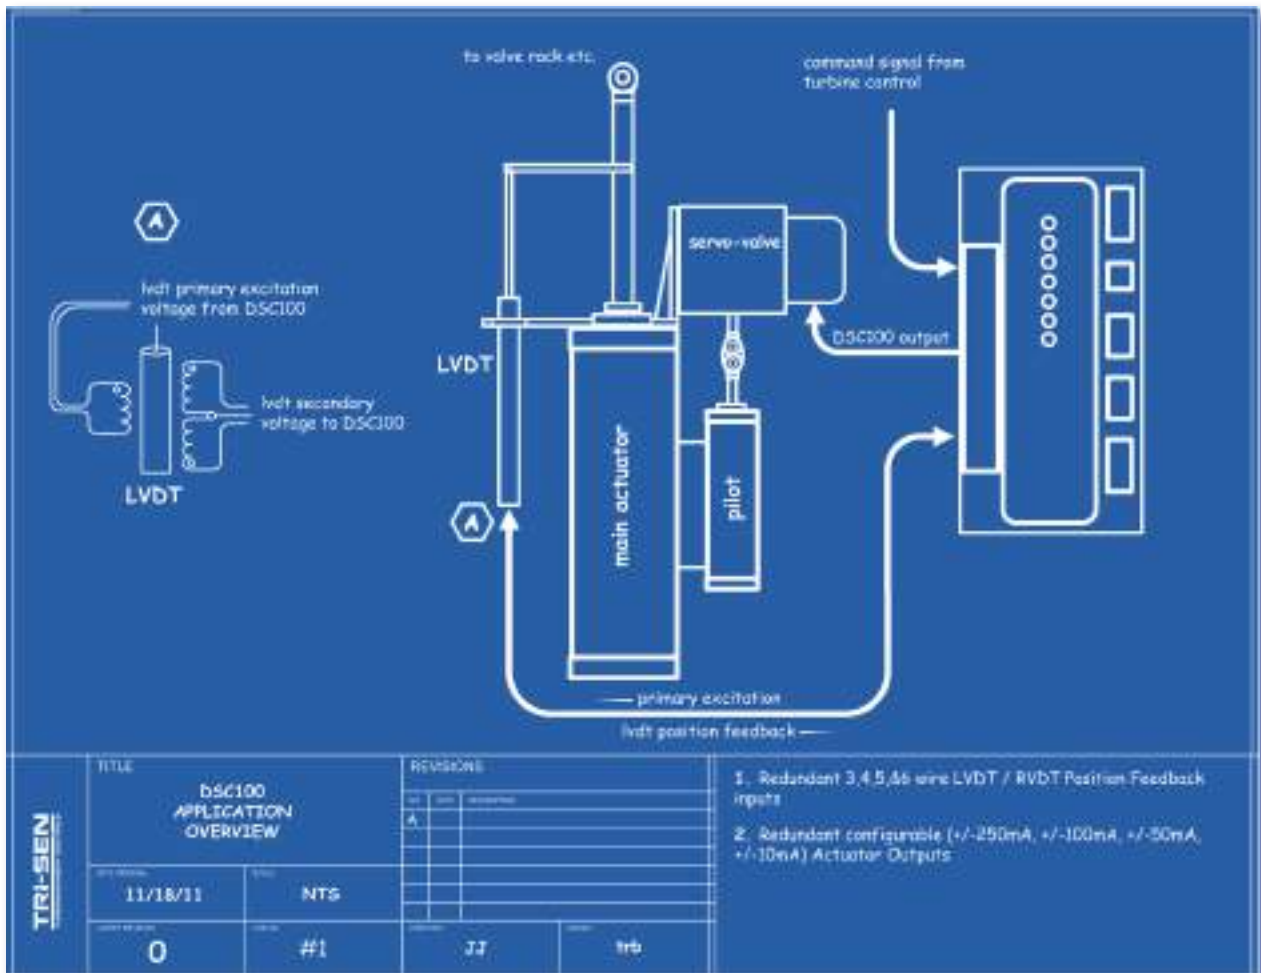 to valve rack etc.
command signal from
turbine control
A
servo-valve
lvdt primary excitation
voltage from DSC100
DSC100 output
LVDT
lvdt secondary
voltage to DSC100
main actuator
pilot
LVDT
A
primary excitation
lvdt position feedback
TRI-SEN
TITLE
DSC100
APPLICATION
OVERVIEW
11/18/11
NTS
0
#1
REVISIONS
A
JJ
trb
1. Redundant 3,4,5,&6 wire LVDT / RVDT Position Feedback
inputs
2. Redundant configurable (+/-250mA, +/-100mA, +/-50mA,
+/-10mA) Actuator Outputs